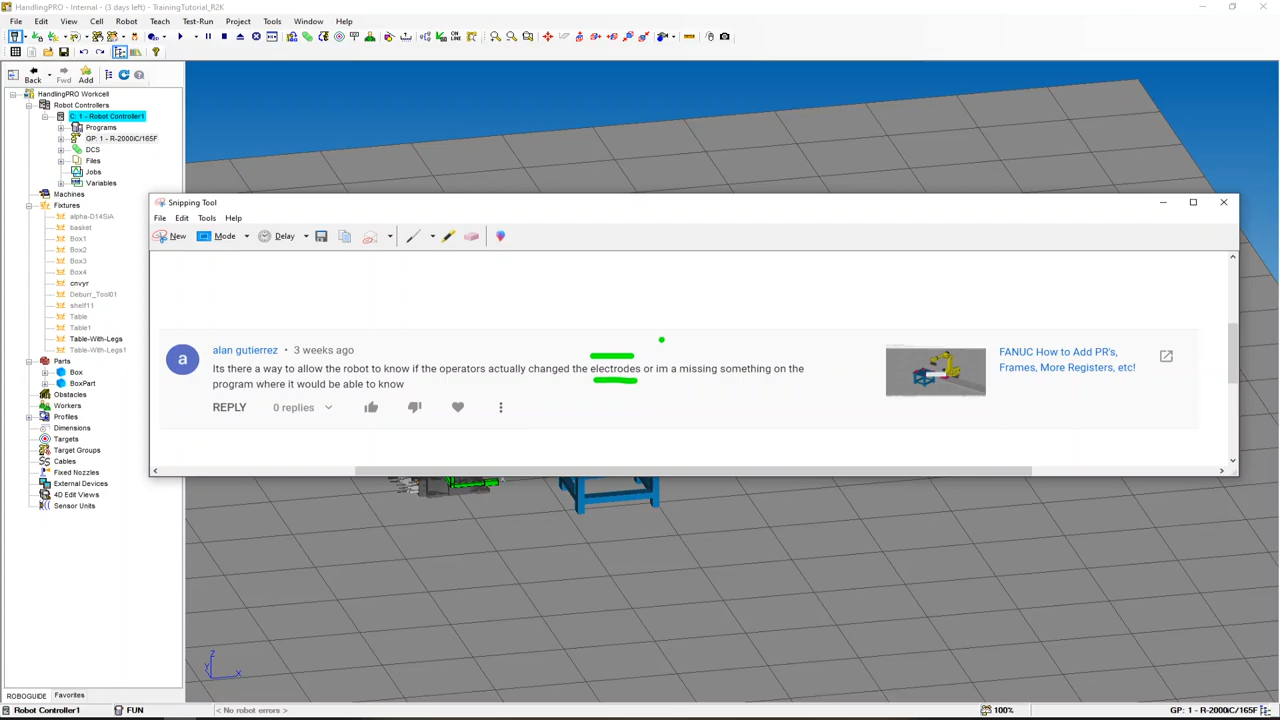 HandlingPRO - Internal - (3 days left) - TrainingTutorial_R2K
File Edit View Cell Robot Teach Test-Run Project Tools Window Help
ON LINE
Back Fwd Add
HandlingPRO Workcell
Robot Controllers
C: 1 - Robot Controller1
Programs
GP: 1 - R-2000iC/165F
DCS
Files
Jobs
Variables
Machines
Fixtures
alpha-D14SiA
basket
Box1
Box2
Box3
Box4
cnvyr
Deburr_Tool01
shelf11
Table
Table1
Table-With-Legs
Table-With-Legs1
Parts
Box
BoxPart
Obstacles
Workers
Profiles
Dimensions
Targets
Target Groups
Cables
Fixed Nozzles
External Devices
4D Edit Views
Sensor Units
Snipping Tool
File Edit Tools Help
New Mode Delay
a
alan gutierrez • 3 weeks ago
Its there a way to allow the robot to know if the operators actually changed the electrodes or im a missing something on the
program where it would be able to know
REPLY 0 replies
FANUC How to Add PR's,
Frames, More Registers, etc!
Z
Y
X
ROBOGUIDE Favorites
Robot Controller1 FUN < No robot errors > 100% GP: 1 - R-2000iC/165F